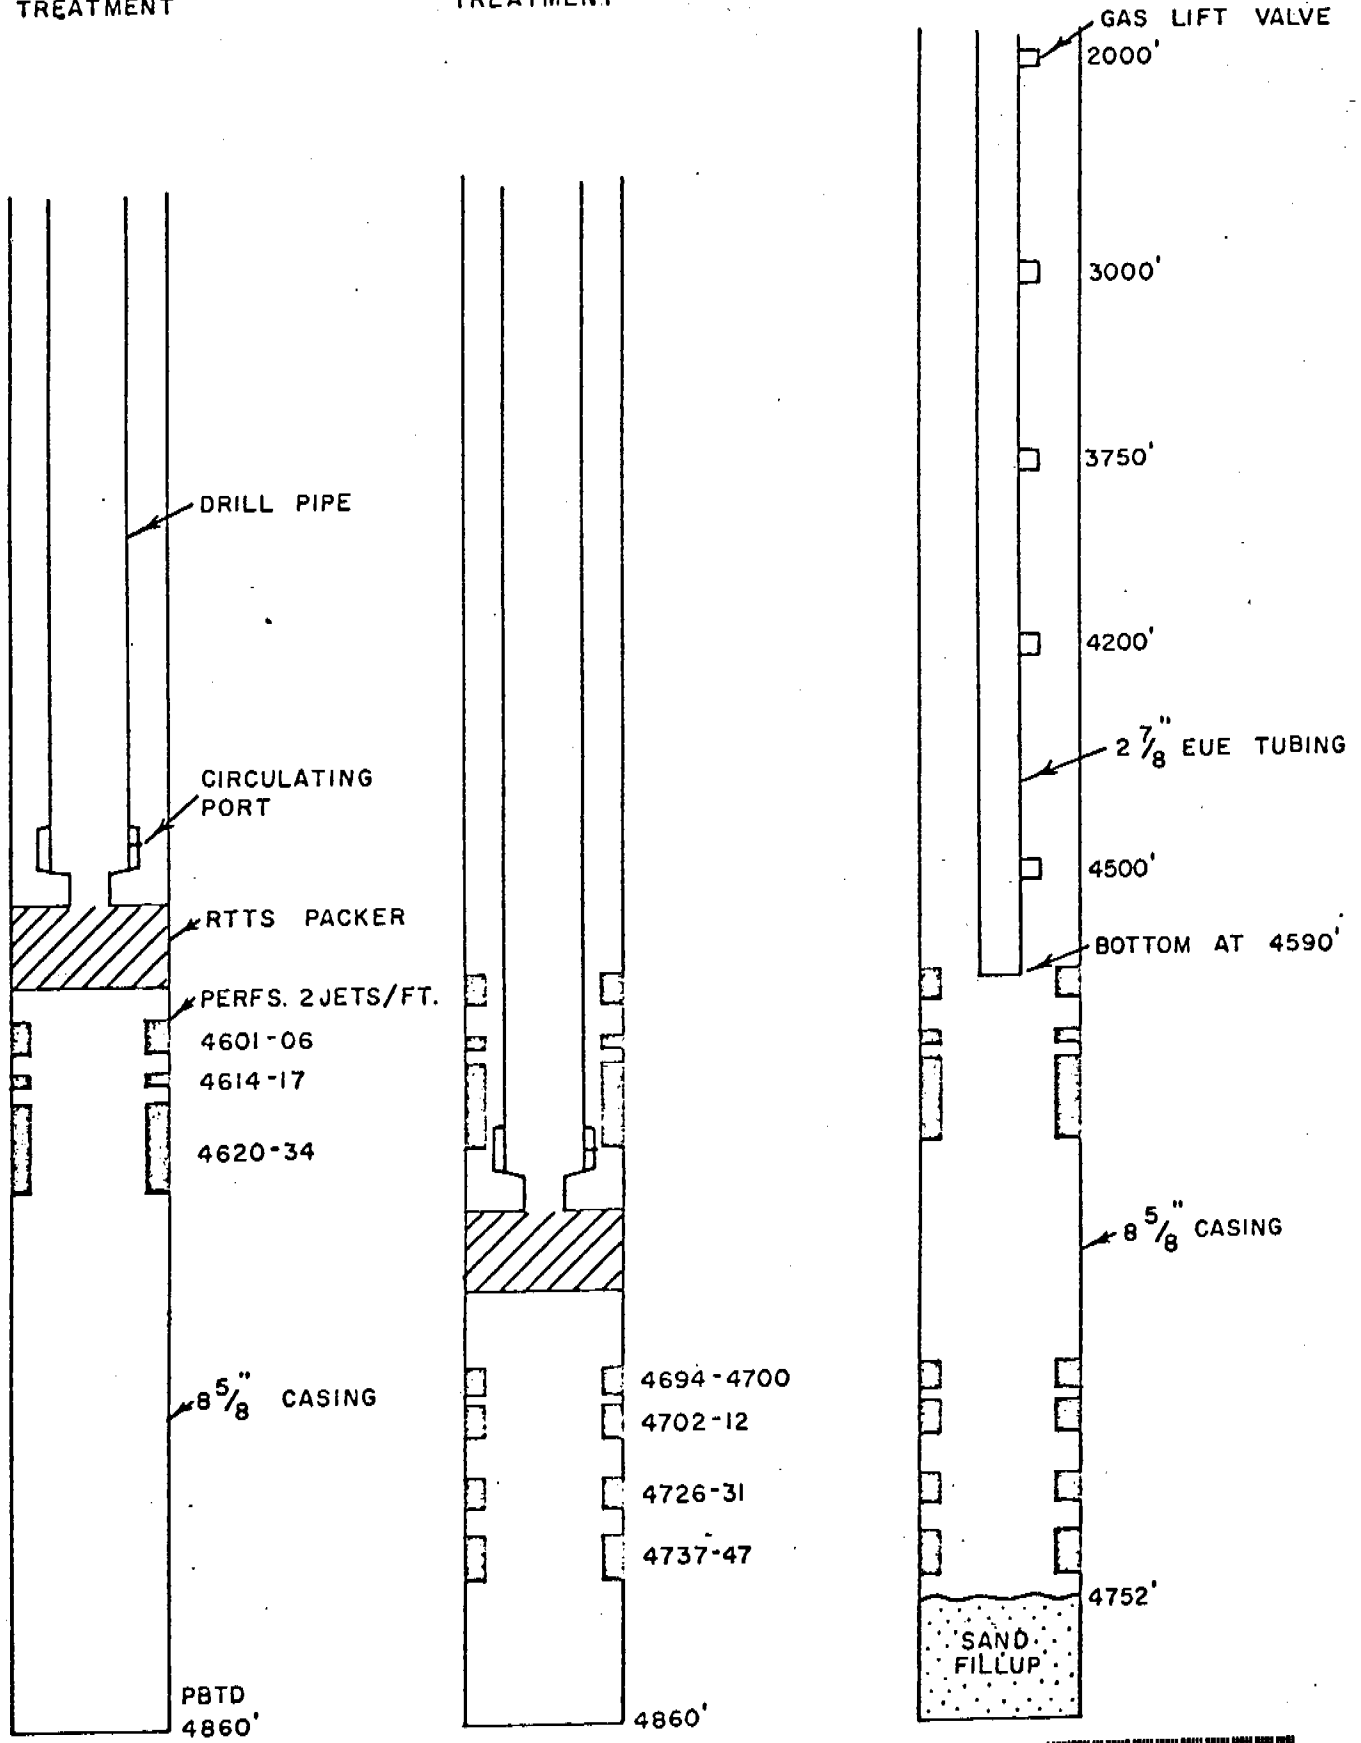 TREATMENT
TREATMENT
GAS LIFT VALVE
2000'
3000'
3750'
DRILL PIPE
4200'
2 7/8" EUE TUBING
CIRCULATING
PORT
4500'
RTTS PACKER
BOTTOM AT 4590'
PERFS. 2 JETS/FT.
4601-06
4614-17
4620-34
8 5/8" CASING
4694-4700
8 5/8" CASING
4702-12
4726-31
4737-47
4752'
SAND
FILLUP
PBTD
4860'
4860'